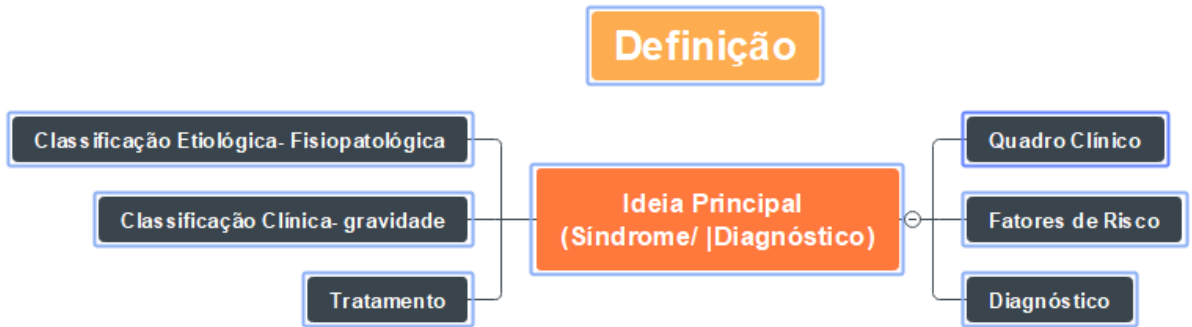 Definição
Classificação Etiológica- Fisiopatológica
Classificação Clínica- gravidade
Tratamento
Ideia Principal
(Síndrome/ |Diagnóstico)
Quadro Clínico
Fatores de Risco
Diagnóstico